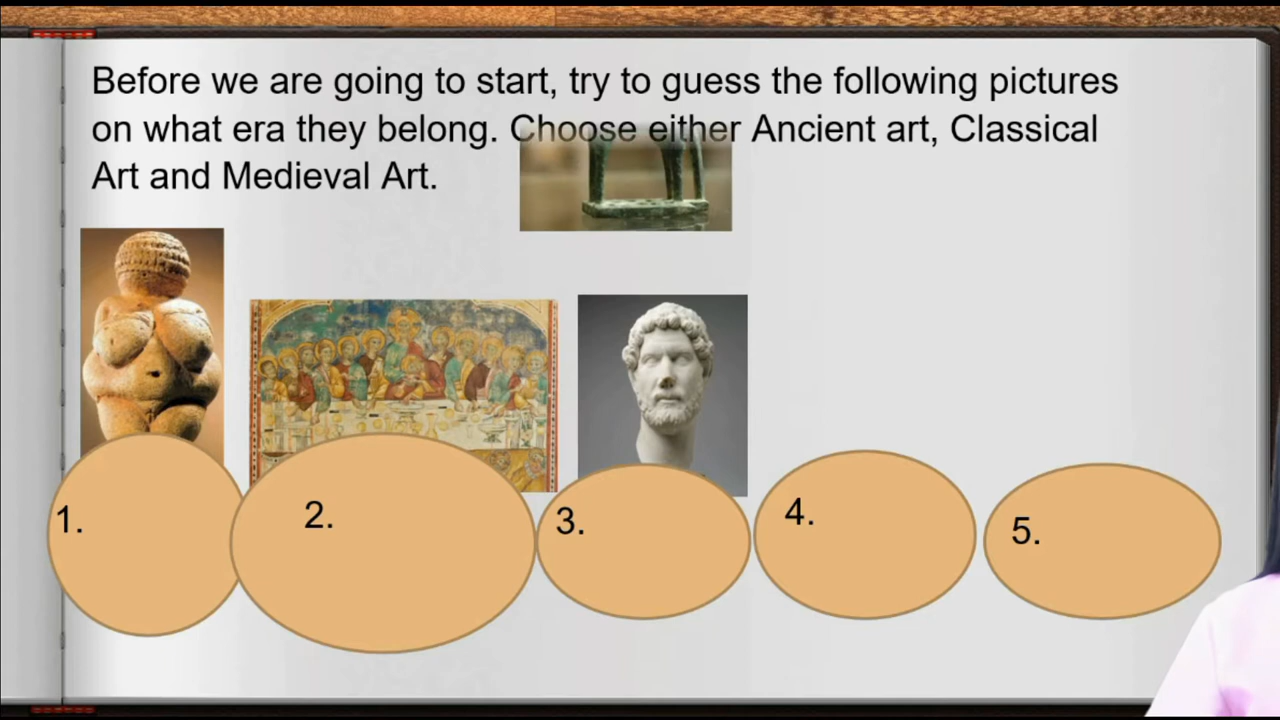 Before we are going to start, try to guess the following pictures
on what era they belong. Choose either Ancient art, Classical
Art and Medieval Art.
1.
2.
3.
4.
5.